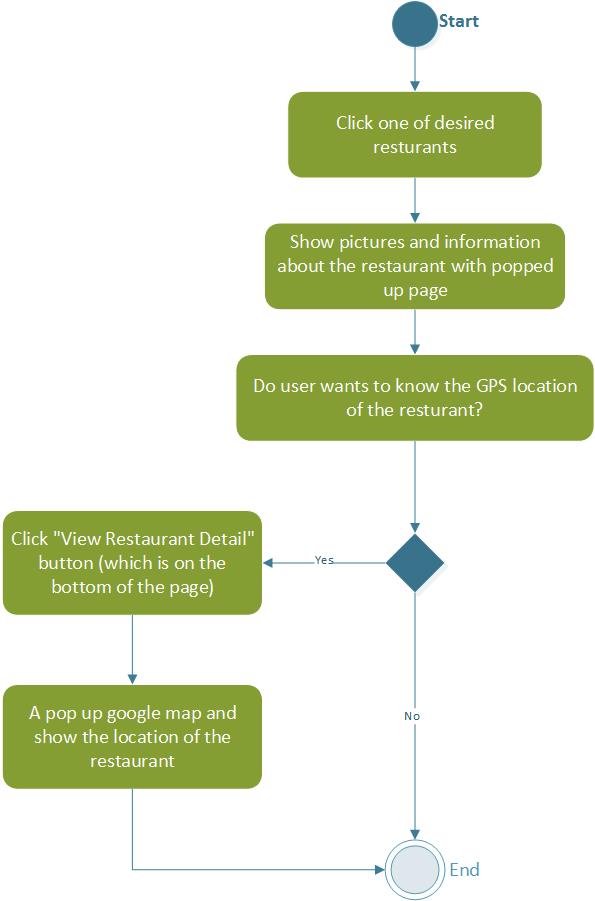 Start
Click one of desired
resturants
Show pictures and information
about the restaurant with popped
up page
Do user wants to know the GPS location
of the resturant?
Yes
Click "View Restaurant Detail"
button (which is on the
bottom of the page)
A pop up google map and
show the location of the
restaurant
No
End